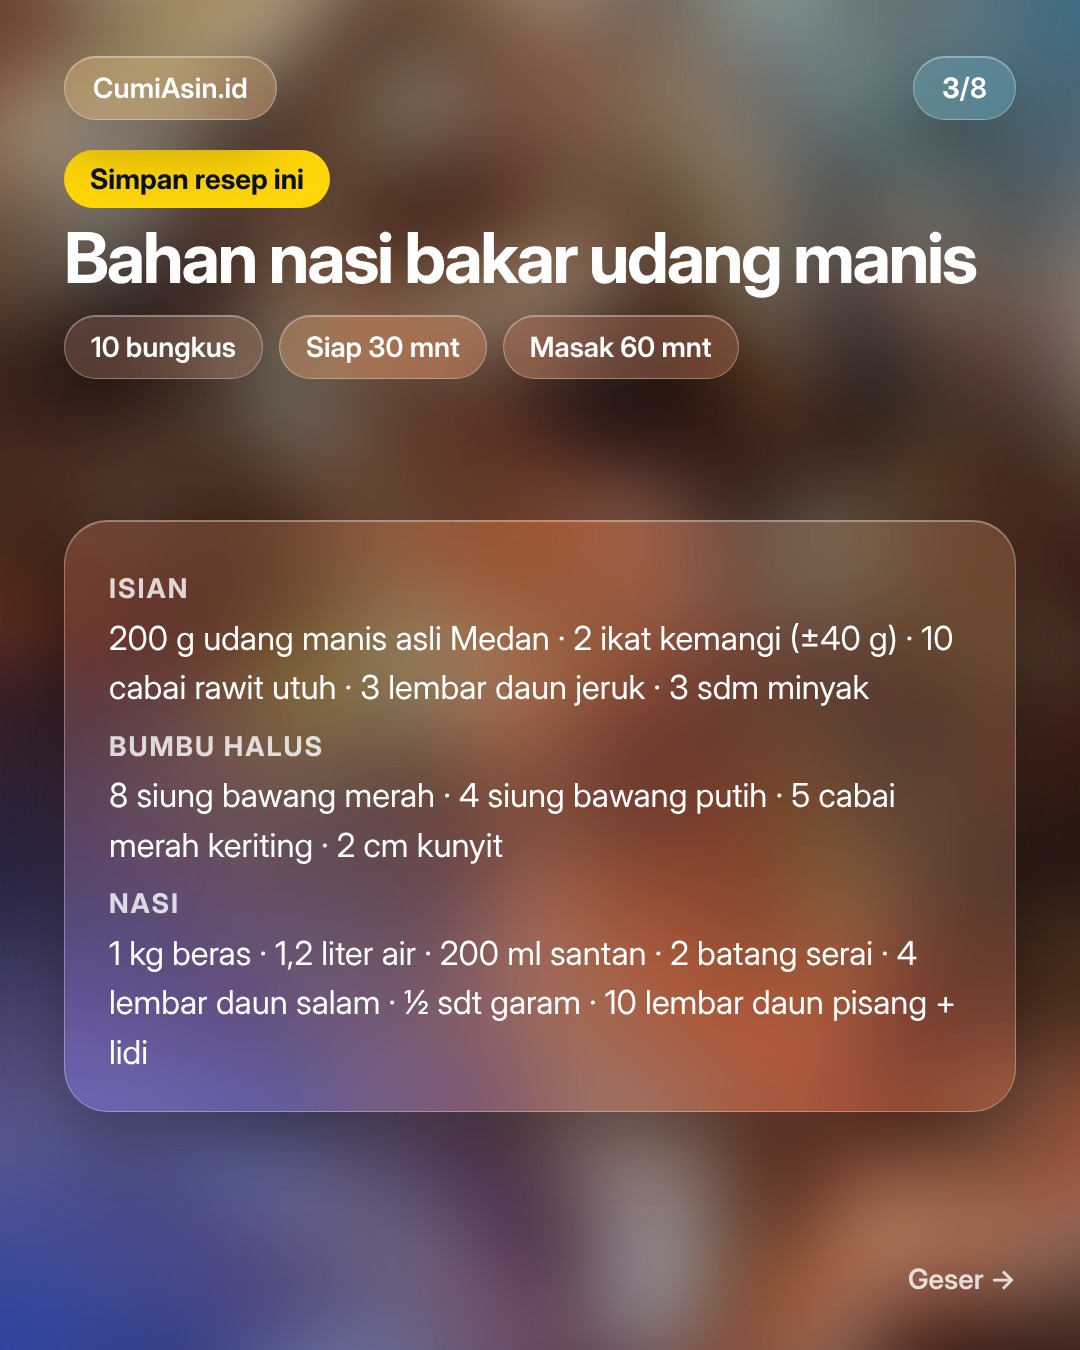 CumiAsin.id
3/8
Simpan resep ini
Bahan nasi bakar udang manis
10 bungkus
Siap 30 mnt
Masak 60 mnt
ISIAN
200 g udang manis asli Medan · 2 ikat kemangi (±40 g) · 10
cabai rawit utuh · 3 lembar daun jeruk · 3 sdm minyak
BUMBU HALUS
8 siung bawang merah · 4 siung bawang putih · 5 cabai
merah keriting · 2 cm kunyit
NASI
1 kg beras · 1,2 liter air · 200 ml santan · 2 batang serai · 4
lembar daun salam · ½ sdt garam · 10 lembar daun pisang +
lidi
Geser →